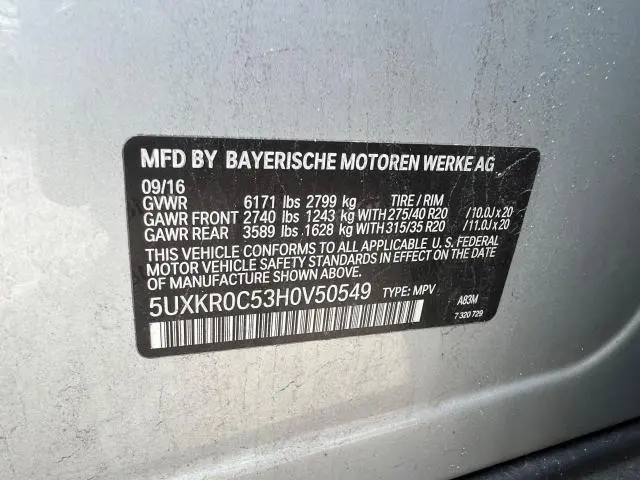 MFD BY BAYERISCHE MOTOREN WERKE AG
09/16
GVWR 6171 lbs 2799 kg TIRE / RIM
GAWR FRONT 2740 lbs 1243 kg WITH 275/40 R20 /10.0J x 20
GAWR REAR 3589 lbs 1628 kg WITH 315/35 R20 /11.0J x 20
THIS VEHICLE CONFORMS TO ALL APPLICABLE U. S. FEDERAL
MOTOR VEHICLE SAFETY STANDARDS IN EFFECT ON THE DATE
OF MANUFACTURE SHOWN ABOVE.
5UXKR0C53H0V50549 TYPE: MPV A83M
7 320 729